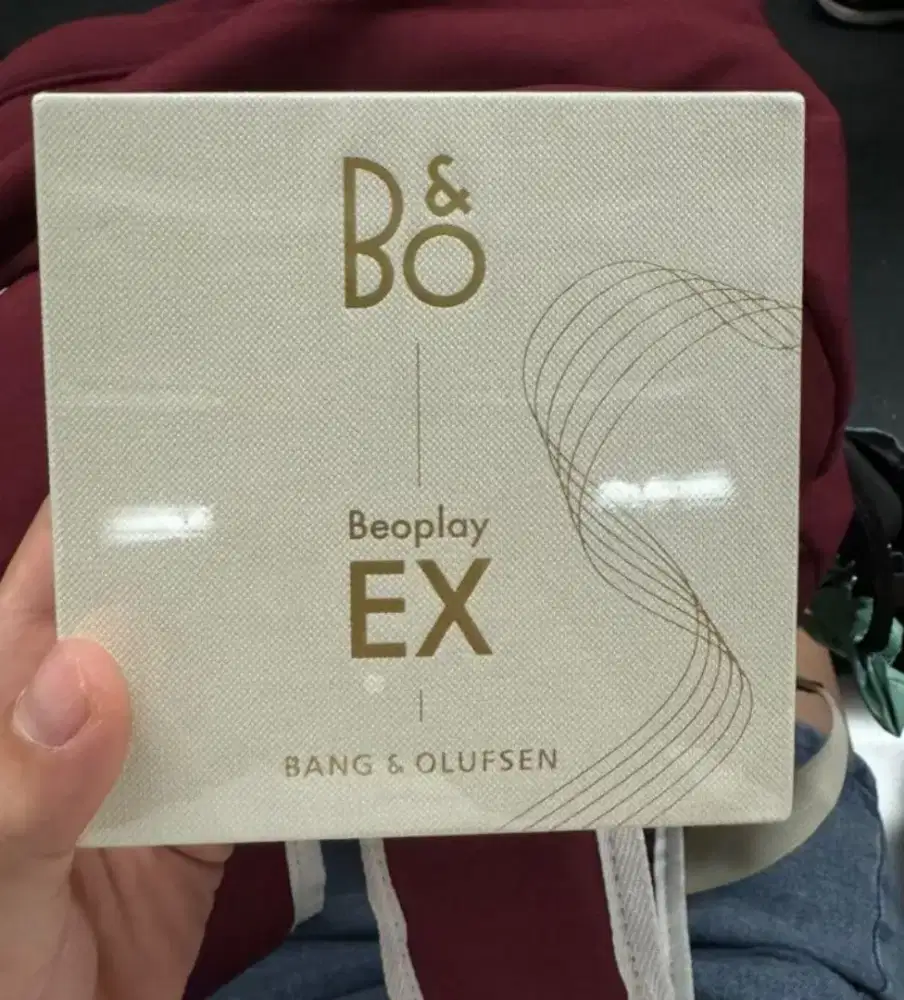 B&O
Beoplay
EX
BANG & OLUFSEN